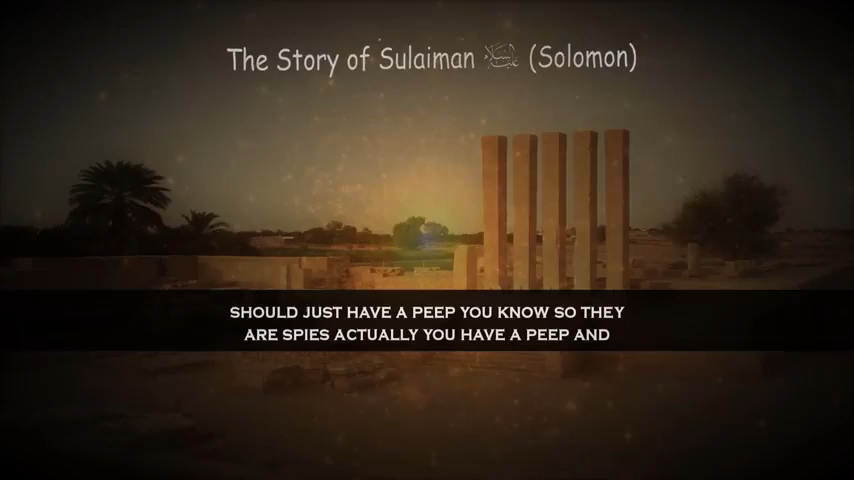 The Story of Sulaiman عليه السلام (Solomon)
SHOULD JUST HAVE A PEEP YOU KNOW SO THEY
ARE SPIES ACTUALLY YOU HAVE A PEEP AND